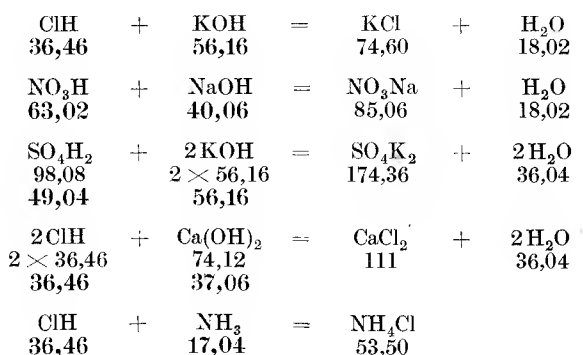 ClH + KOH = KCl + H₂O
36,46 56,16 74,60 18,02
NO₃H + NaOH = NO₃Na + H₂O
63,02 40,06 85,06 18,02
SO₄H₂ + 2KOH = SO₄K₂ + 2H₂O
98,08 2 × 56,16 174,36 36,04
49,04 56,16
2ClH + Ca(OH)₂ = CaCl₂ + 2H₂O
2 × 36,46 74,12 111 36,04
36,46 37,06
ClH + NH₃ = NH₄Cl
36,46 17,04 53,50